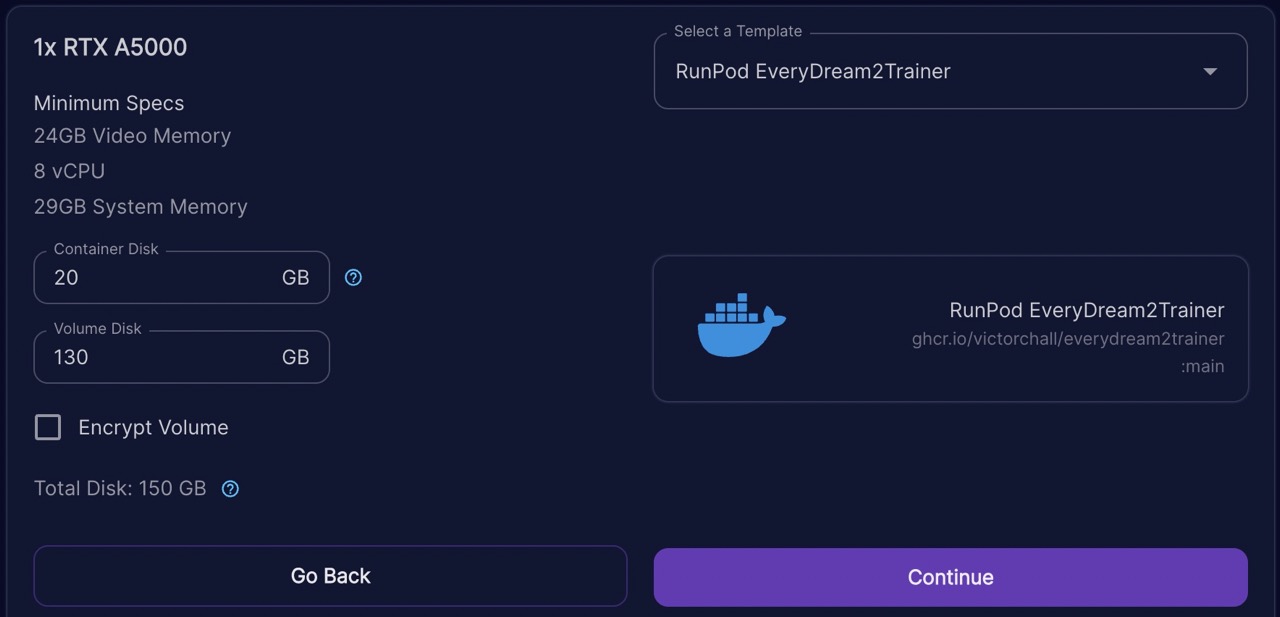 1x RTX A5000
Minimum Specs
24GB Video Memory
8 vCPU
29GB System Memory
Container Disk
20 GB
?
Volume Disk
130 GB
Encrypt Volume
Total Disk: 150 GB ?
Go Back
Select a Template
RunPod EveryDream2Trainer
RunPod EveryDream2Trainer
ghcr.io/victorchall/everydream2trainer
:main
Continue